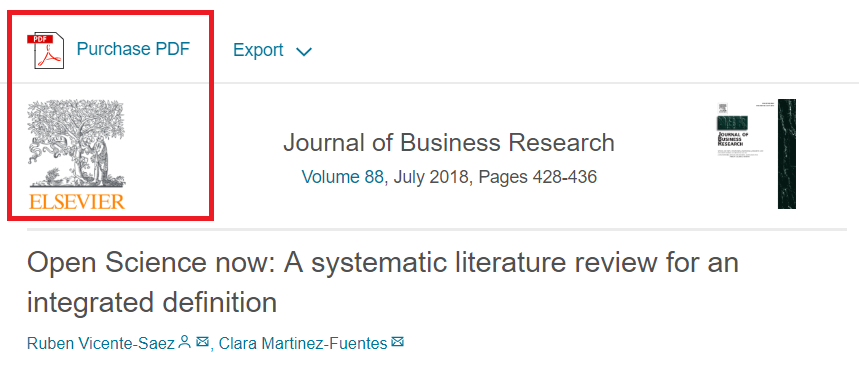 PDF
Purchase PDF
Export
ELSEVIER
Journal of Business Research
Volume 88, July 2018, Pages 428-436
JOURNAL OF
BUSINESS
RESEARCH
Open Science now: A systematic literature review for an
integrated definition
Ruben Vicente-Saez, Clara Martinez-Fuentes